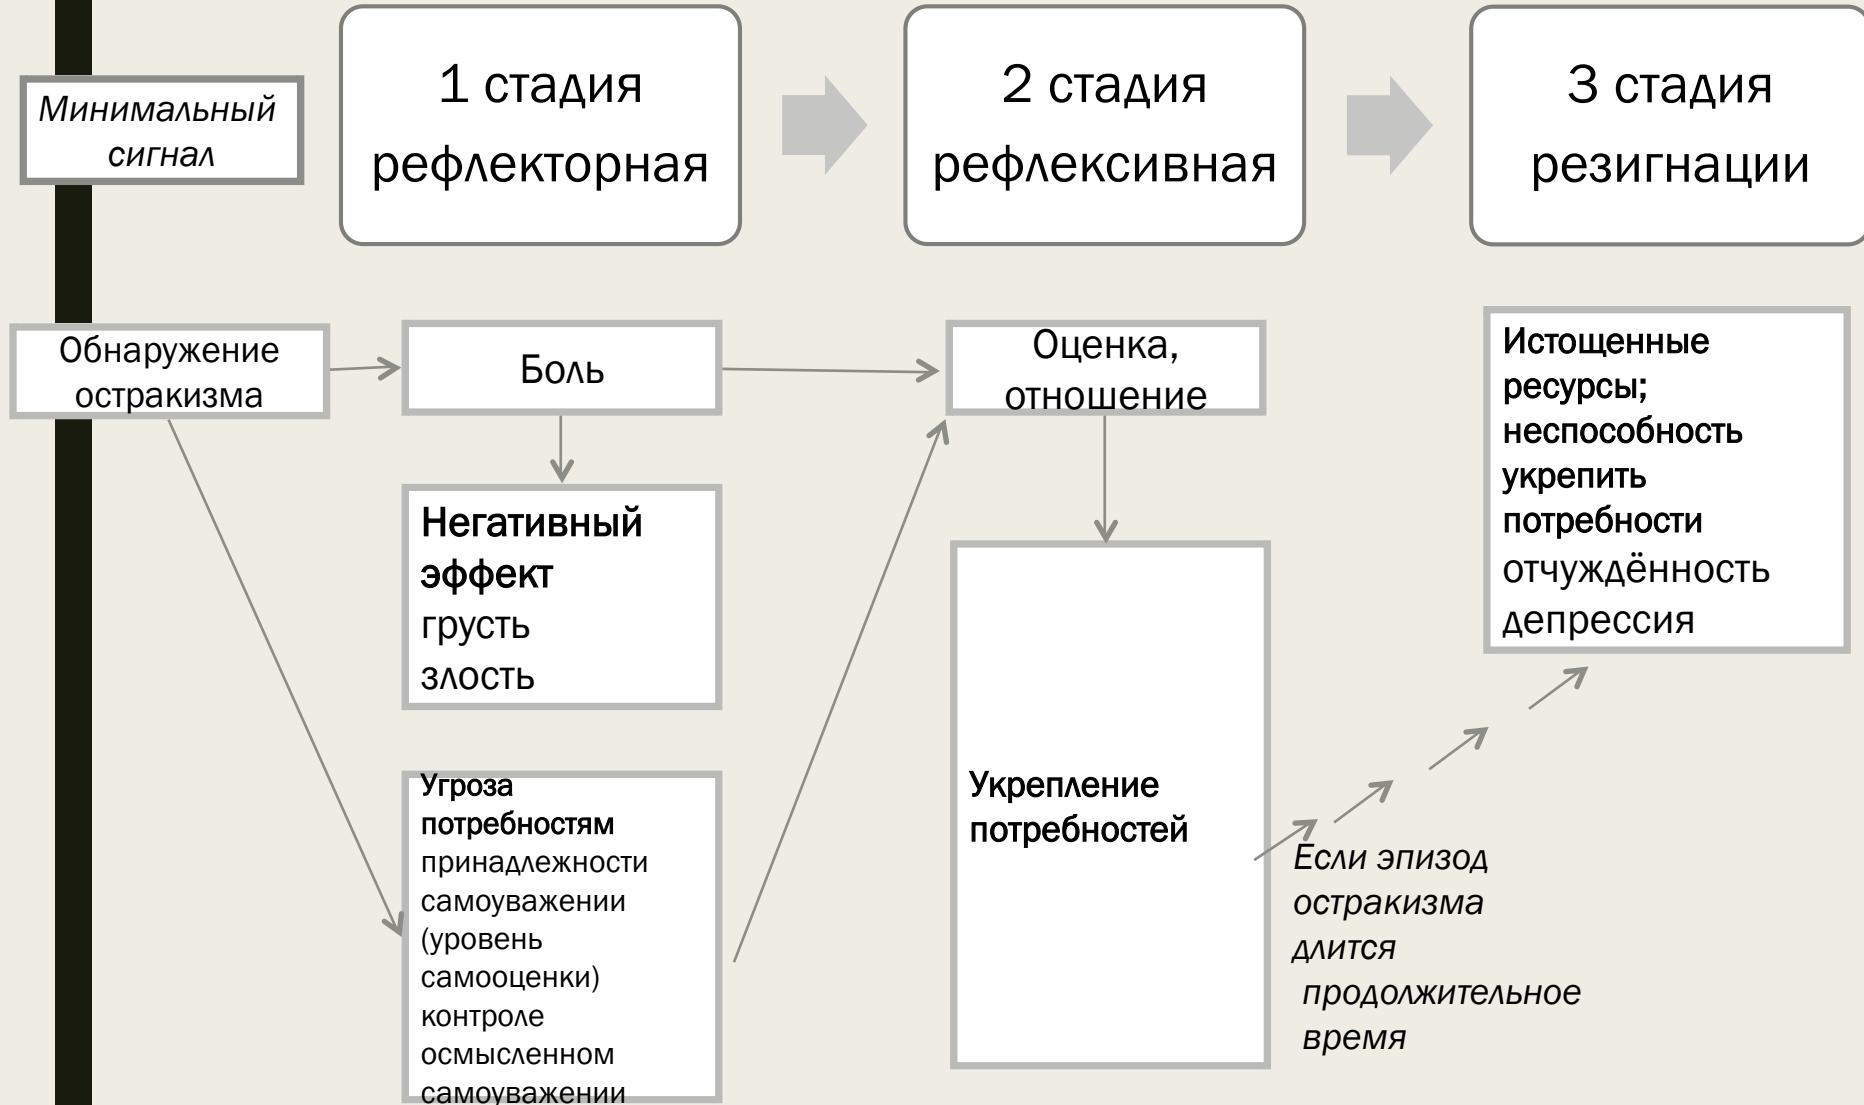 Минимальный
сигнал
1 стадия
рефлекторная
2 стадия
рефлексивная
3 стадия
резигнации
Обнаружение
остракизма
Боль
Негативный
эффект
грусть
злость
Угроза
потребностям
принадлежности
самоуважении
(уровень
самооценки)
контроле
осмысленном
самоуважении
Оценка,
отношение
Укрепление
потребностей
Если эпизод
остракизма
длится
продолжительное
время
Истощенные
ресурсы;
неспособность
укрепить
потребности
отчуждённость
депрессия